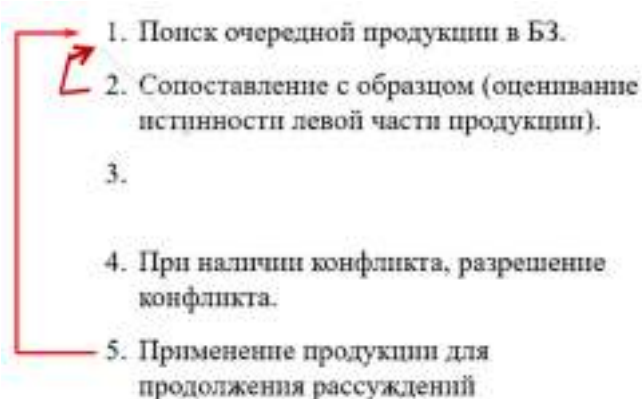 1. Поиск очередной продукции в БЗ.
2. Сопоставление с образцом (оценивание
истинности левой части продукции).
3.
4. При наличии конфликта, разрешение
конфликта.
5. Применение продукции для
продолжения рассуждений